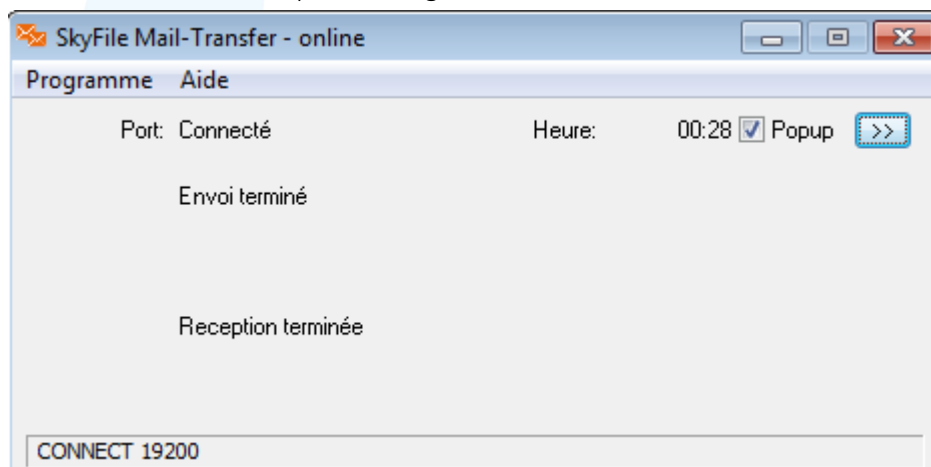 SkyFile Mail-Transfer - online
Programme Aide
Port: Connecté Heure: 00:28 Popup >>
Envoi terminé
Reception terminée
CONNECT 19200